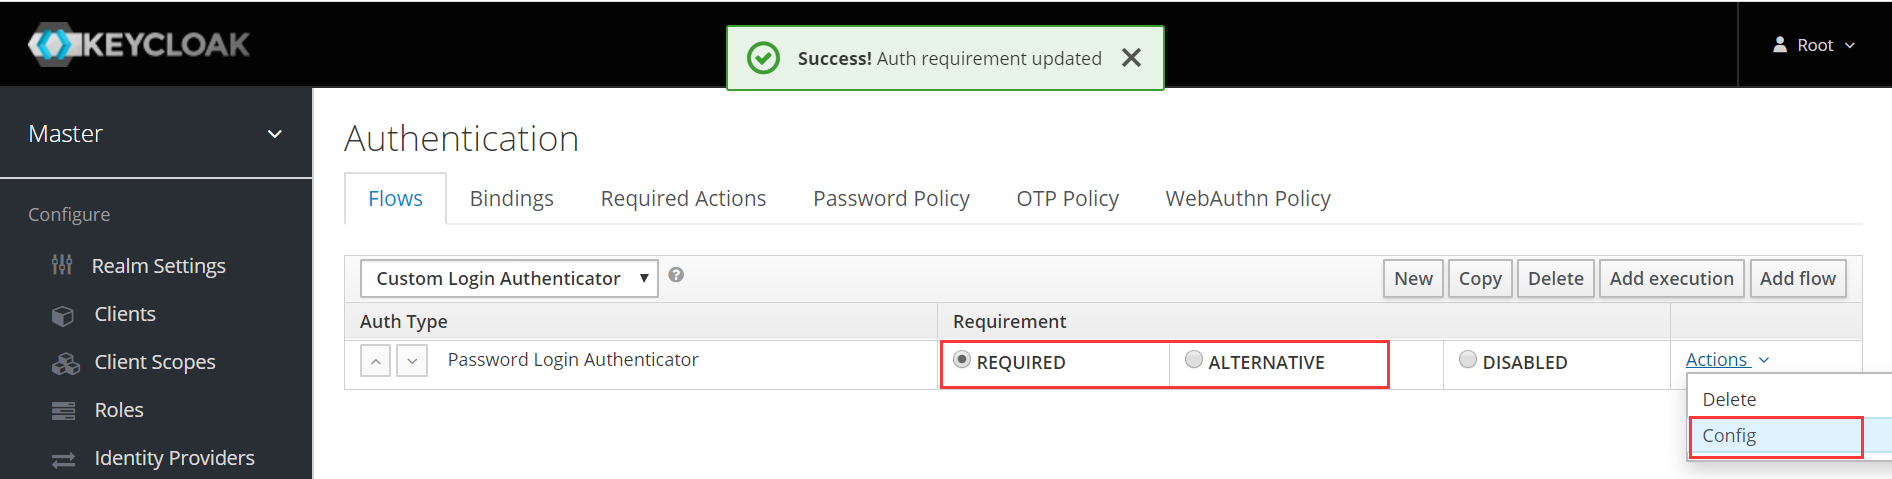 KEYCLOAK
Success! Auth requirement updated
Root
Master
Authentication
Flows Bindings Required Actions Password Policy OTP Policy WebAuthn Policy
Configure
Realm Settings
Clients
Client Scopes
Roles
Identity Providers
Custom Login Authenticator New Copy Delete Add execution Add flow
Auth Type Requirement
Password Login Authenticator REQUIRED ALTERNATIVE DISABLED Actions
Delete
Config